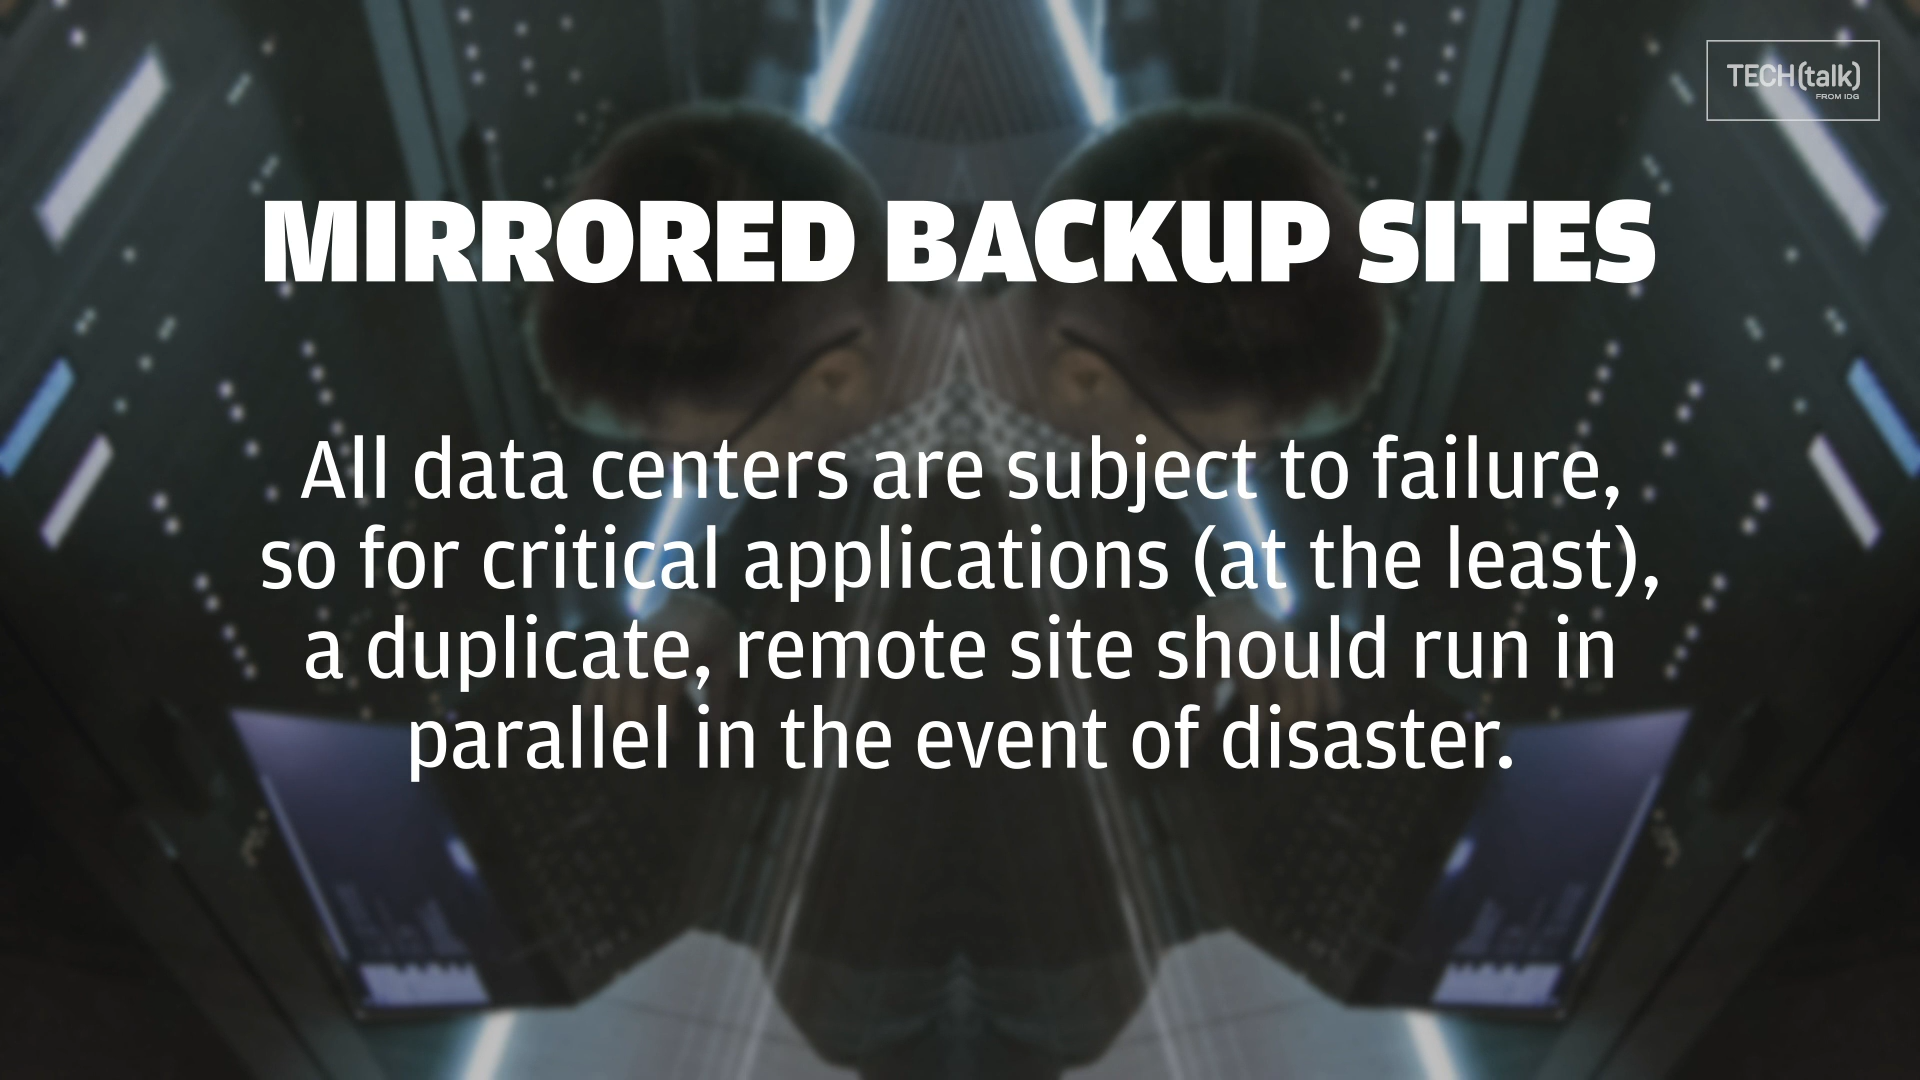 TECH(talk)
FROM IDG
MIRRORED BACKUP SITES
All data centers are subject to failure,
so for critical applications (at the least),
a duplicate, remote site should run in
parallel in the event of disaster.